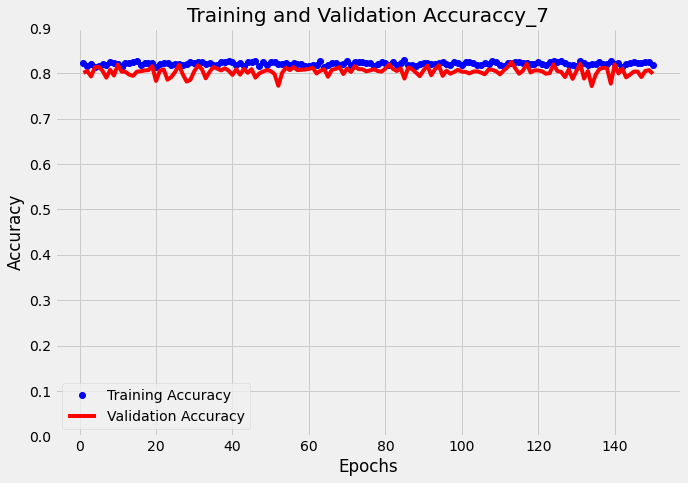 Training and Validation Accuraccy_7
0.9
0.8
0.7
0.6
0.5
0.4
0.3
0.2
0.1
0.0
Accuracy
Training Accuracy
Validation Accuracy
0 20 40 60 80 100 120 140
Epochs